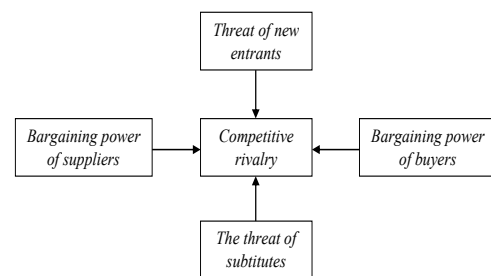 Threat of new
entrants
Bargaining power
of suppliers
Competitive
rivalry
Bargaining power
of buyers
The threat of
subtitutes